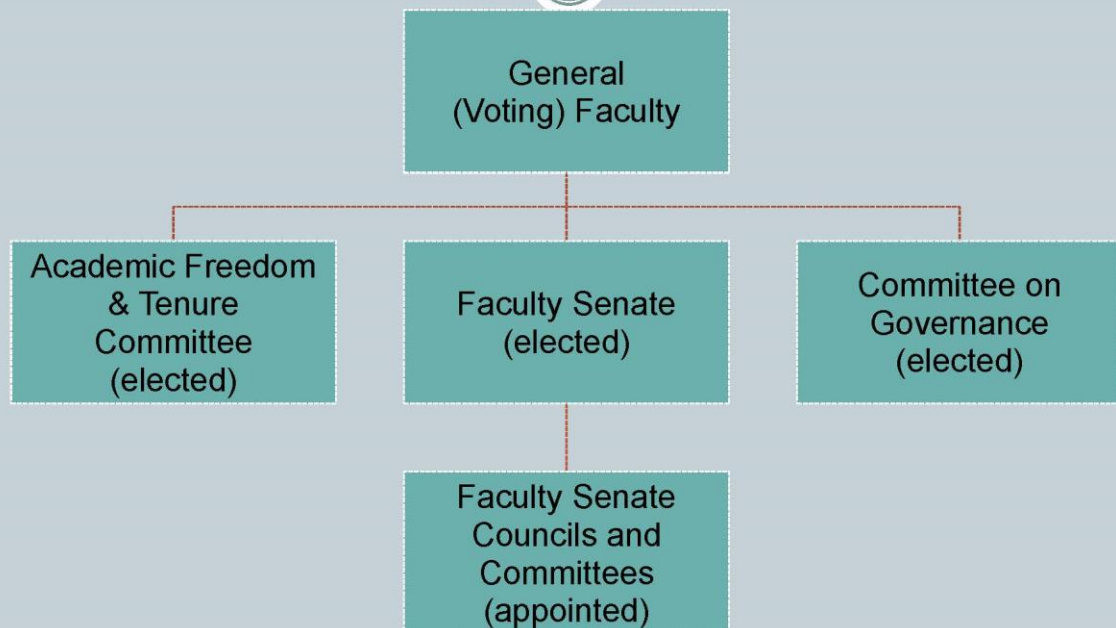 General
(Voting) Faculty
Academic Freedom
& Tenure
Committee
(elected)
Faculty Senate
(elected)
Committee on
Governance
(elected)
Faculty Senate
Councils and
Committees
(appointed)